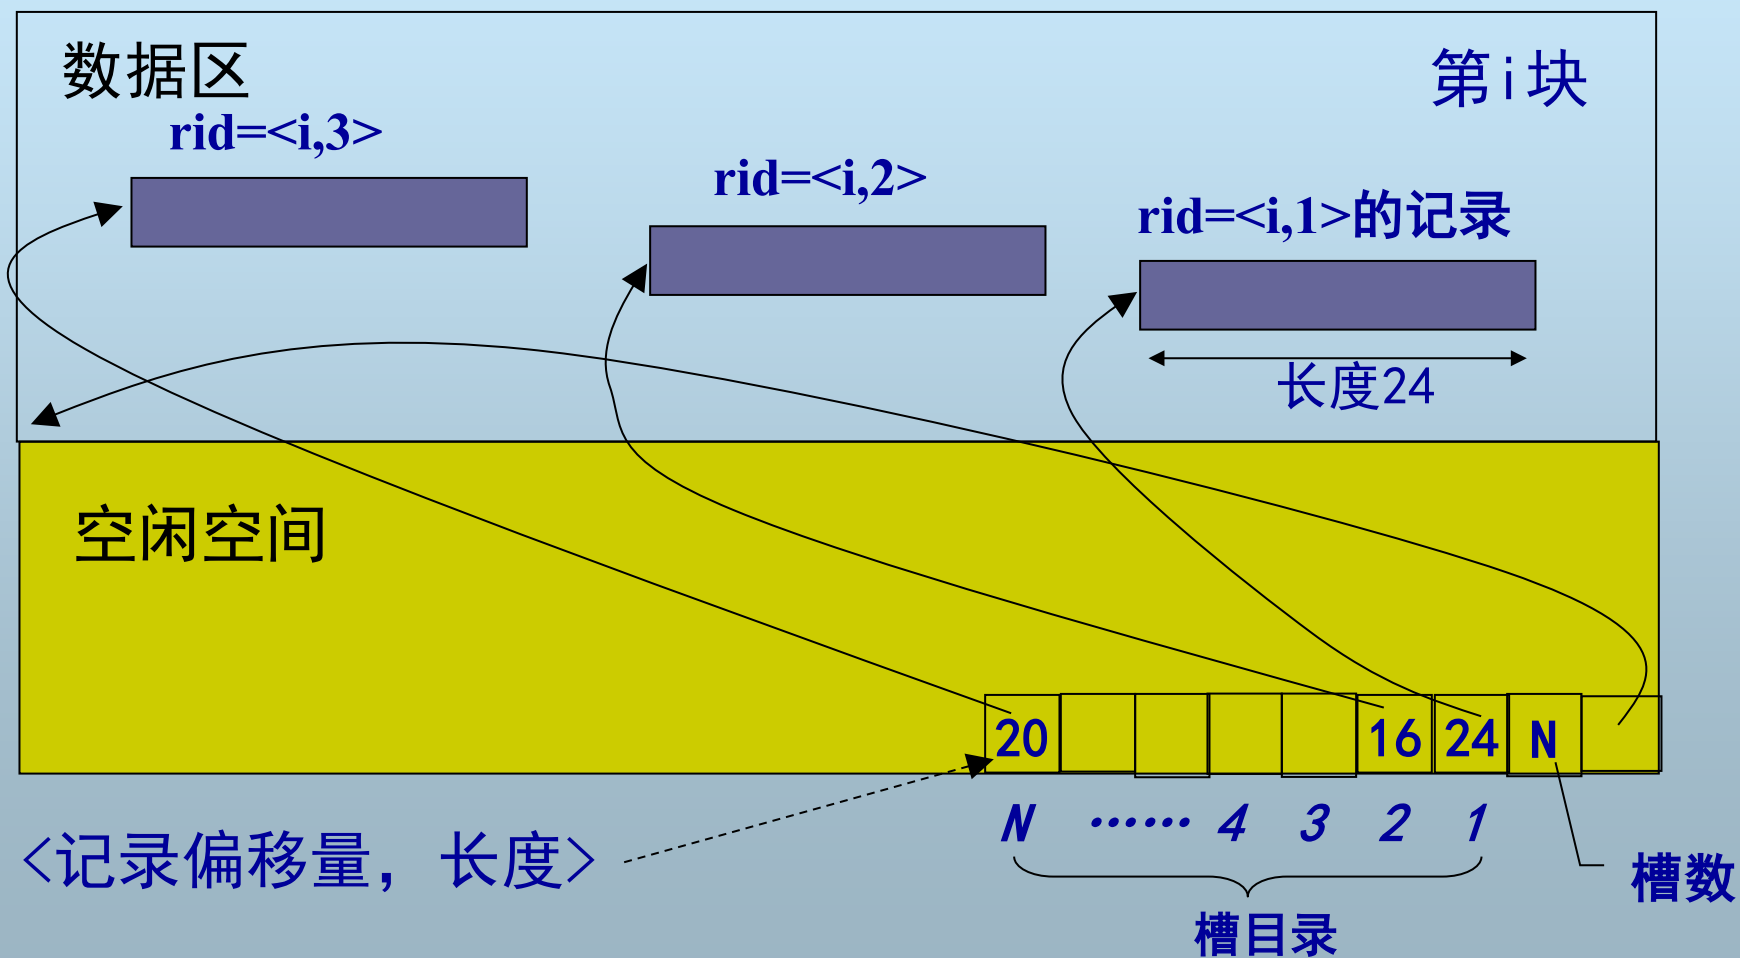 数据区
第i块
rid=<i,3>
rid=<i,2>
rid=<i,1>的记录
长度24
空闲空间
20 16 24 N
N …… 4 3 2 1
<记录偏移量，长度>
槽数
槽目录